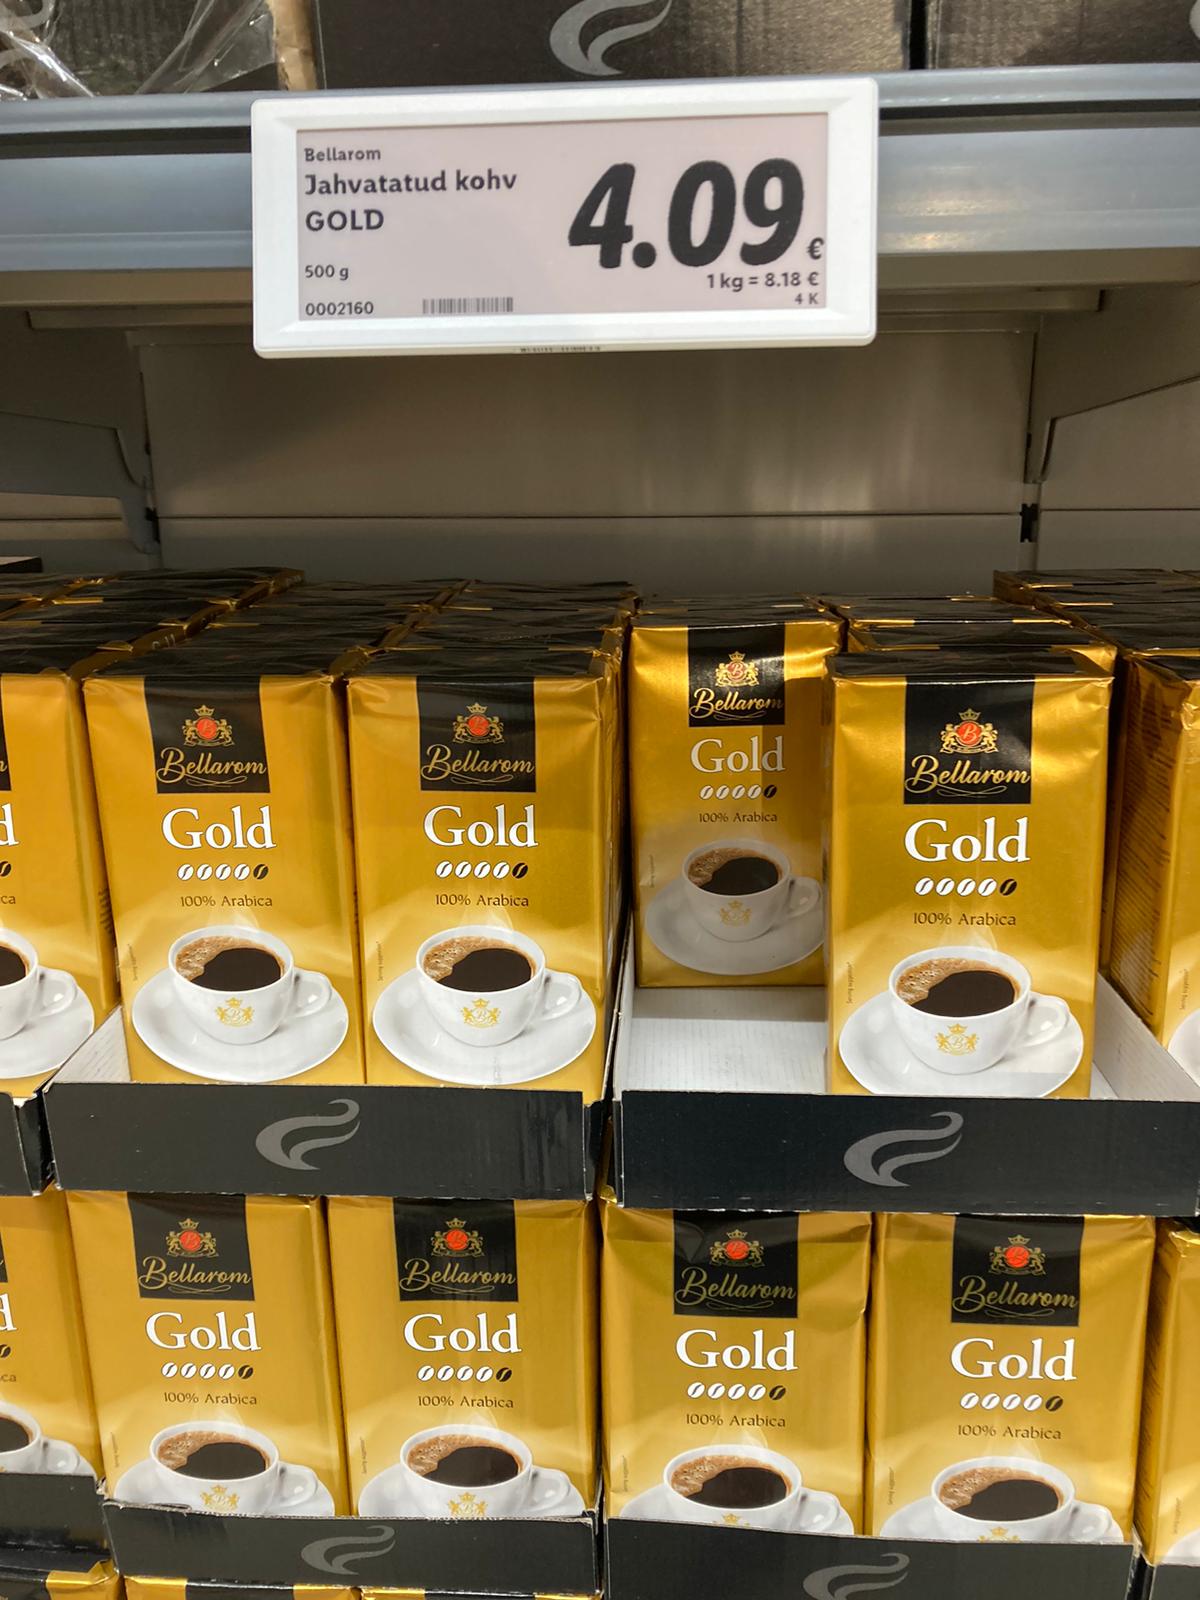 Bellarom
Jahvatatud kohv
GOLD
500 g
0002160
4.09 €
1 kg = 8.18 €
4 K
Bellarom
Gold
100% Arabica
Bellarom
Gold
100% Arabica
Bellarom
Gold
100% Arabica
Bellarom
Gold
100% Arabica
Bellarom
Gold
100% Arabica
Bellarom
Gold
100% Arabica
Bellarom
Gold
100% Arabica
Bellarom
Gold
100% Arabica